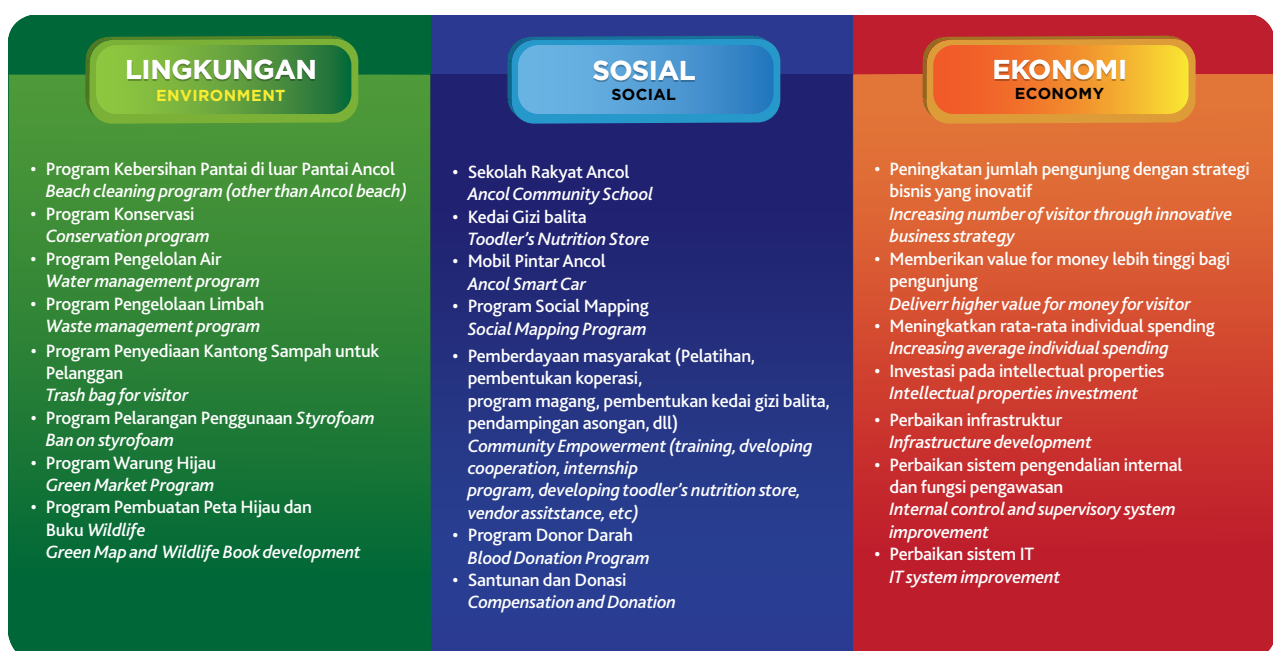 LINGKUNGAN
ENVIRONMENT
• Program Kebersihan Pantai di luar Pantai Ancol
Beach cleaning program (other than Ancol beach)
• Program Konservasi
Conservation program
• Program Pengelolan Air
Water management program
• Program Pengelolaan Limbah
Waste management program
• Program Penyediaan Kantong Sampah untuk
Pelanggan
Trash bag for visitor
• Program Pelarangan Penggunaan Styrofoam
Ban on styrofoam
• Program Warung Hijau
Green Market Program
• Program Pembuatan Peta Hijau dan
Buku Wildlife
Green Map and Wildlife Book development
SOSIAL
SOCIAL
• Sekolah Rakyat Ancol
Ancol Community School
• Kedai Gizi balita
Toodler's Nutrition Store
• Mobil Pintar Ancol
Ancol Smart Car
• Program Social Mapping
Social Mapping Program
• Pemberdayaan masyarakat (Pelatihan,
pembentukan koperasi,
program magang, pembentukan kedai gizi balita,
pendampingan asongan, dll)
Community Empowerment (training, dveloping
cooperation, internship
program, developing toodler's nutrition store,
vendor assitstance, etc)
• Program Donor Darah
Blood Donation Program
• Santunan dan Donasi
Compensation and Donation
EKONOMI
ECONOMY
• Peningkatan jumlah pengunjung dengan strategi
bisnis yang inovatif
Increasing number of visitor through innovative
business strategy
• Memberikan value for money lebih tinggi bagi
pengunjung
Deliverr higher value for money for visitor
• Meningkatkan rata-rata individual spending
Increasing average individual spending
• Investasi pada intellectual properties
Intellectual properties investment
• Perbaikan infrastruktur
Infrastructure development
• Perbaikan sistem pengendalian internal
dan fungsi pengawasan
Internal control and supervisory system
improvement
• Perbaikan sistem IT
IT system improvement